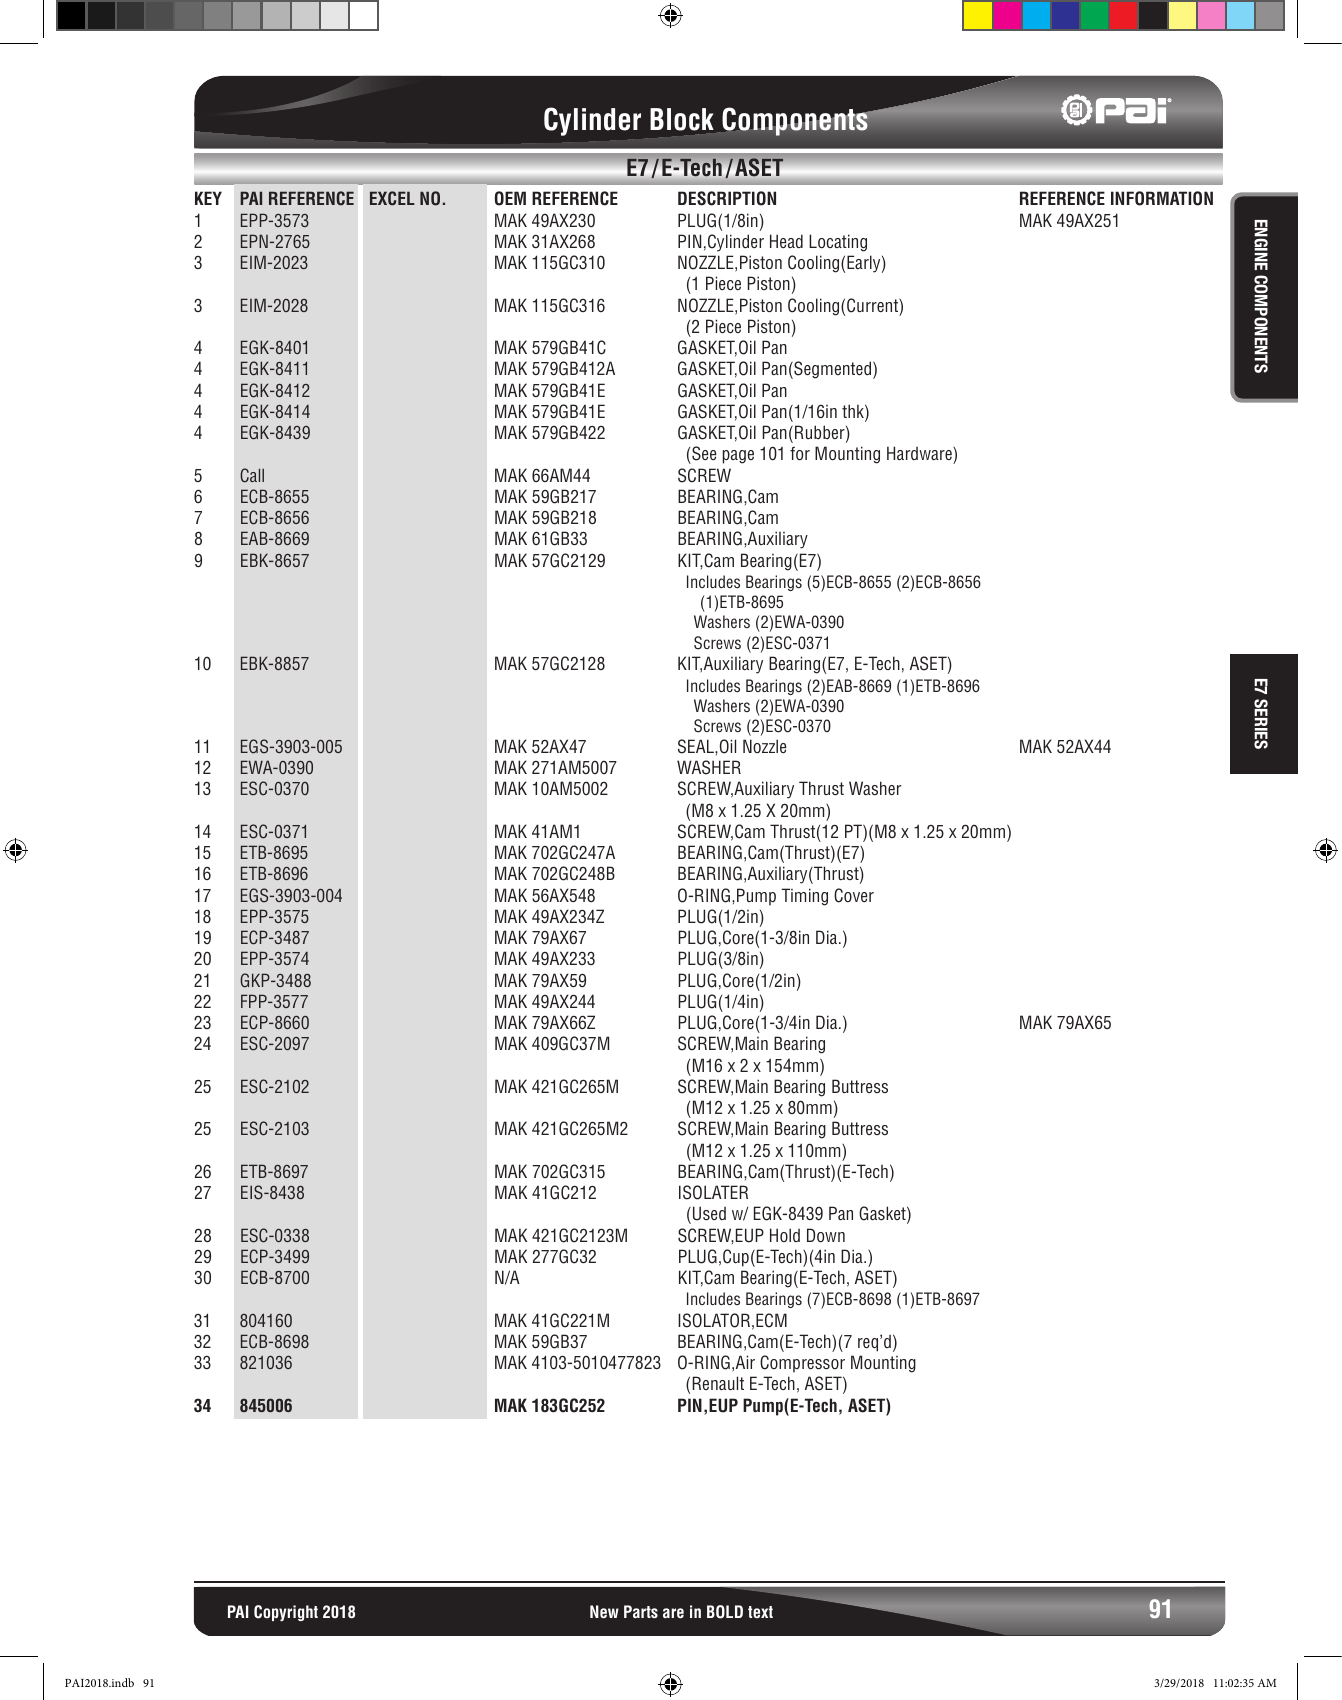 Cylinder Block Components
PAI
pai
E7/E-Tech/ASET
KEY PAI REFERENCE EXCEL NO. OEM REFERENCE DESCRIPTION REFERENCE INFORMATION
1 EPP-3573 MAK 49AX230 PLUG(1/8in) MAK 49AX251
2 EPN-2765 MAK 31AX268 PIN,Cylinder Head Locating
3 EIM-2023 MAK 115GC310 NOZZLE,Piston Cooling(Early)
(1 Piece Piston)
3 EIM-2028 MAK 115GC316 NOZZLE,Piston Cooling(Current)
(2 Piece Piston)
4 EGK-8401 MAK 579GB41C GASKET,Oil Pan
4 EGK-8411 MAK 579GB412A GASKET,Oil Pan(Segmented)
4 EGK-8412 MAK 579GB41E GASKET,Oil Pan
4 EGK-8414 MAK 579GB41E GASKET,Oil Pan(1/16in thk)
4 EGK-8439 MAK 579GB422 GASKET,Oil Pan(Rubber)
(See page 101 for Mounting Hardware)
5 Call MAK 66AM44 SCREW
6 ECB-8655 MAK 59GB217 BEARING,Cam
7 ECB-8656 MAK 59GB218 BEARING,Cam
8 EAB-8669 MAK 61GB33 BEARING,Auxiliary
9 EBK-8657 MAK 57GC2129 KIT,Cam Bearing(E7)
Includes Bearings (5)ECB-8655 (2)ECB-8656
(1)ETB-8695
Washers (2)EWA-0390
Screws (2)ESC-0371
10 EBK-8857 MAK 57GC2128 KIT,Auxiliary Bearing(E7, E-Tech, ASET)
Includes Bearings (2)EAB-8669 (1)ETB-8696
Washers (2)EWA-0390
Screws (2)ESC-0370
11 EGS-3903-005 MAK 52AX47 SEAL,Oil Nozzle MAK 52AX44
12 EWA-0390 MAK 271AM5007 WASHER
13 ESC-0370 MAK 10AM5002 SCREW,Auxiliary Thrust Washer
(M8 x 1.25 X 20mm)
14 ESC-0371 MAK 41AM1 SCREW,Cam Thrust(12 PT)(M8 x 1.25 x 20mm)
15 ETB-8695 MAK 702GC247A BEARING,Cam(Thrust)(E7)
16 ETB-8696 MAK 702GC248B BEARING,Auxiliary(Thrust)
17 EGS-3903-004 MAK 56AX548 O-RING,Pump Timing Cover
18 EPP-3575 MAK 49AX234Z PLUG(1/2in)
19 ECP-3487 MAK 79AX67 PLUG,Core(1-3/8in Dia.)
20 EPP-3574 MAK 49AX233 PLUG(3/8in)
21 GKP-3488 MAK 79AX59 PLUG,Core(1/2in)
22 FPP-3577 MAK 49AX244 PLUG(1/4in)
23 ECP-8660 MAK 79AX66Z PLUG,Core(1-3/4in Dia.) MAK 79AX65
24 ESC-2097 MAK 409GC37M SCREW,Main Bearing
(M16 x 2 x 154mm)
25 ESC-2102 MAK 421GC265M SCREW,Main Bearing Buttress
(M12 x 1.25 x 80mm)
25 ESC-2103 MAK 421GC265M2 SCREW,Main Bearing Buttress
(M12 x 1.25 x 110mm)
26 ETB-8697 MAK 702GC315 BEARING,Cam(Thrust)(E-Tech)
27 EIS-8438 MAK 41GC212 ISOLATER
(Used w/ EGK-8439 Pan Gasket)
28 ESC-0338 MAK 421GC2123M SCREW,EUP Hold Down
29 ECP-3499 MAK 277GC32 PLUG,Cup(E-Tech)(4in Dia.)
30 ECB-8700 N/A KIT,Cam Bearing(E-Tech, ASET)
Includes Bearings (7)ECB-8698 (1)ETB-8697
31 804160 MAK 41GC221M ISOLATOR,ECM
32 ECB-8698 MAK 59GB37 BEARING,Cam(E-Tech)(7 req’d)
33 821036 MAK 4103-5010477823 O-RING,Air Compressor Mounting
(Renault E-Tech, ASET)
34 845006 MAK 183GC252 PIN,EUP Pump(E-Tech, ASET)
ENGINE COMPONENTS
E7 SERIES
PAI Copyright 2018 New Parts are in BOLD text 91
PAI2018.indb 91 3/29/2018 11:02:35 AM